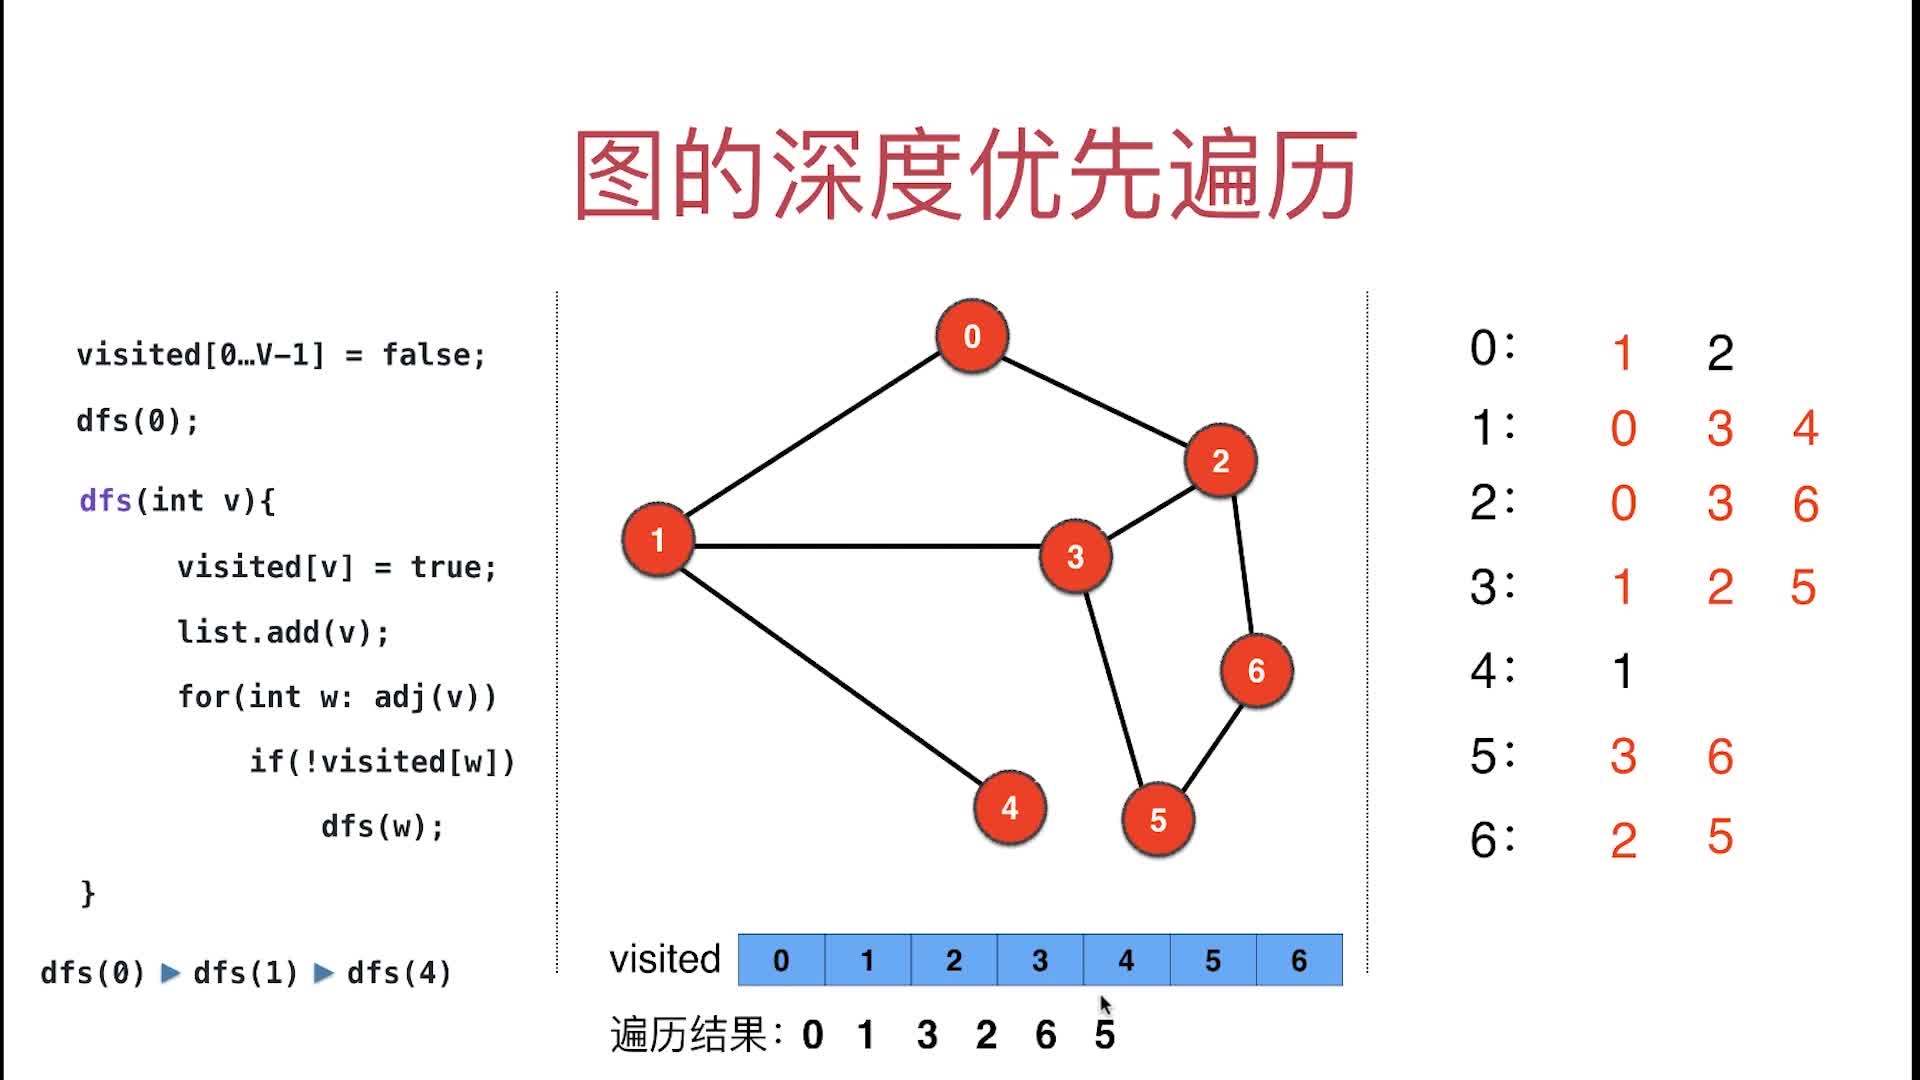 图的深度优先遍历
visited[0…V-1] = false;
dfs(0);
dfs(int v){
visited[v] = true;
list.add(v);
for(int w: adj(v))
if(!visited[w])
dfs(w);
}
dfs(0) ▶ dfs(1) ▶ dfs(4)
0
2
1
3
6
4
5
visited 0 1 2 3 4 5 6
遍历结果：0 1 3 2 6 5
0: 1 2
1: 0 3 4
2: 0 3 6
3: 1 2 5
4: 1
5: 3 6
6: 2 5